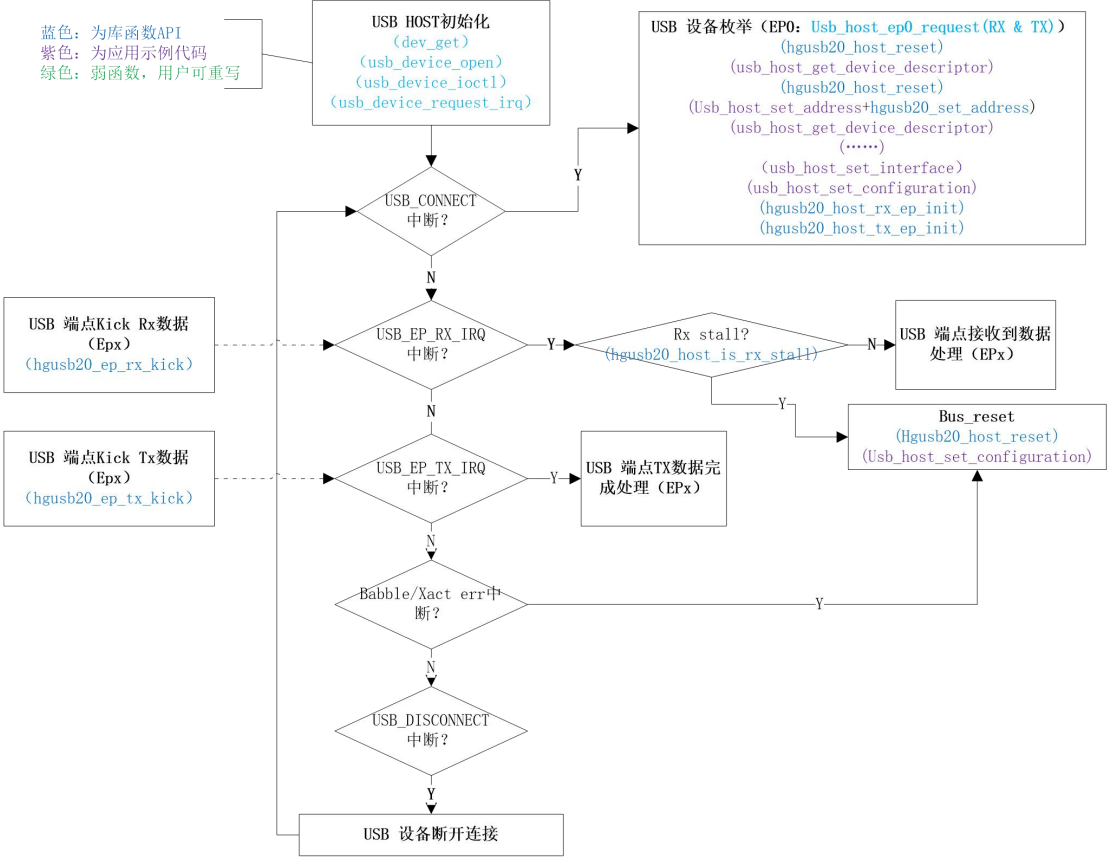 蓝色：为库函数API
紫色：为应用示例代码
绿色：弱函数，用户可重写
USB HOST初始化
(dev_get)
(usb_device_open)
(usb_device_ioctl)
(usb_device_request_irq)
USB 设备枚举（EP0：Usb_host_ep0_request(RX & TX)）
(hgusb20_host_reset)
(usb_host_get_device_descriptor)
(hgusb20_host_reset)
(Usb_host_set_address+hgusb20_set_address)
(usb_host_get_device_descriptor)
(……)
（usb_host_set_interface）
(usb_host_set_configuration)
(hgusb20_host_rx_ep_init)
(hgusb20_host_tx_ep_init)
Y
USB_CONNECT
中断？
N
USB 端点Kick Rx数据
（Epx）
（hgusb20_ep_rx_kick）
USB_EP_RX_IRQ
中断？
Y
Rx stall?
(hgusb20_host_is_rx_stall)
N
USB 端点接收到数据
处理（EPx）
Y
Bus_reset
(Hgusb20_host_reset)
(Usb_host_set_configuration)
N
USB 端点Kick Tx数据
（Epx）
（hgusb20_ep_tx_kick）
USB_EP_TX_IRQ
中断？
Y
USB 端点TX数据完
成处理（EPx）
N
Babble/Xact err中
断？
Y
N
USB_DISCONNECT
中断？
Y
USB 设备断开连接